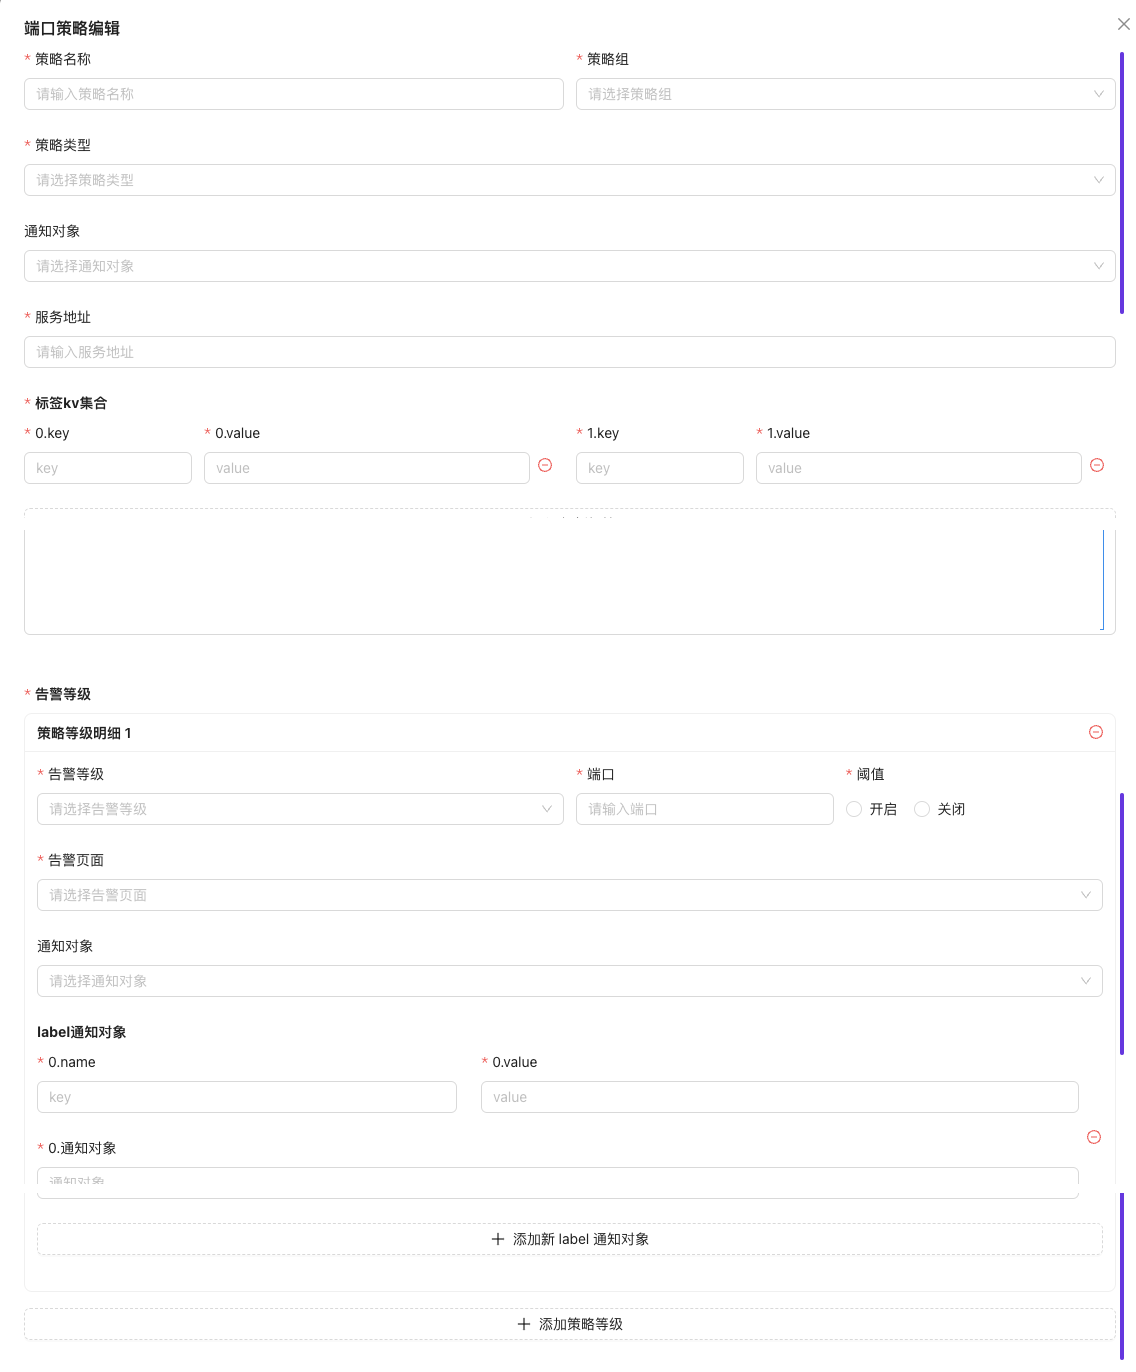 端口策略编辑
* 策略名称
* 策略组
请输入策略名称
请选择策略组
* 策略类型
请选择策略类型
通知对象
请选择通知对象
* 服务地址
请输入服务地址
* 标签kv集合
* 0.key
* 0.value
* 1.key
* 1.value
key
value
key
value
* 告警等级
策略等级明细 1
* 告警等级
* 端口
* 阈值
请选择告警等级
请输入端口
开启
关闭
* 告警页面
请选择告警页面
通知对象
请选择通知对象
label通知对象
* 0.name
* 0.value
key
value
* 0.通知对象
通知对象
+ 添加新 label 通知对象
+ 添加策略等级